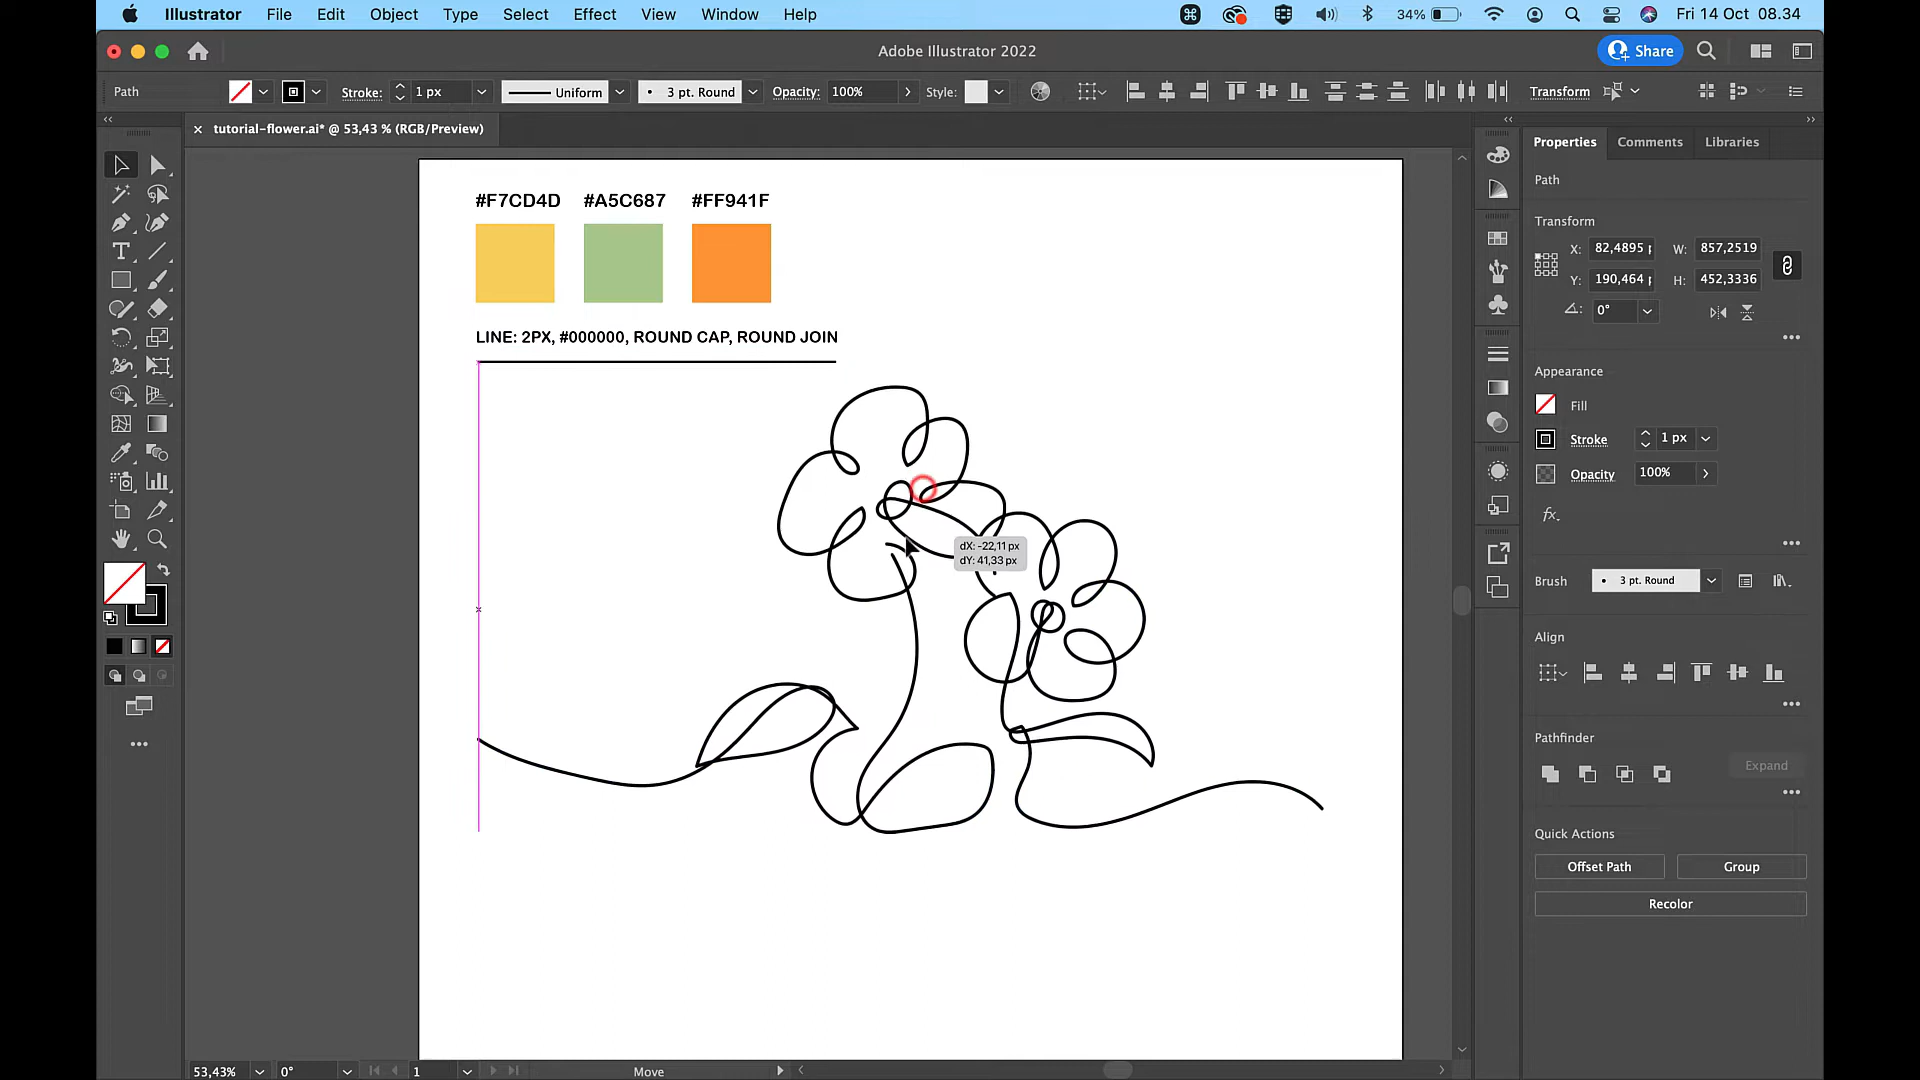 Illustrator File Edit Object Type Select Effect View Window Help 34% Fri 14 Oct 08.34
Adobe Illustrator 2022 Share
Path Stroke: 1 px Uniform 3 pt. Round Opacity: 100% Style: Transform
tutorial-flower.ai* @ 53,43 % (RGB/Preview)
Properties Comments Libraries
Path
#F7CD4D #A5C687 #FF941F
Transform
X: 82,4895 W: 857,2519
Y: 190,464 H: 452,3336
0°
LINE: 2PX, #000000, ROUND CAP, ROUND JOIN
Appearance
Fill
Stroke 1 px
Opacity 100%
fx
dX: -22,11 px
dY: 41,33 px
Brush 3 pt. Round
Align
Pathfinder
Expand
Quick Actions
Offset Path Group
Recolor
53,43% 0° 1 Move